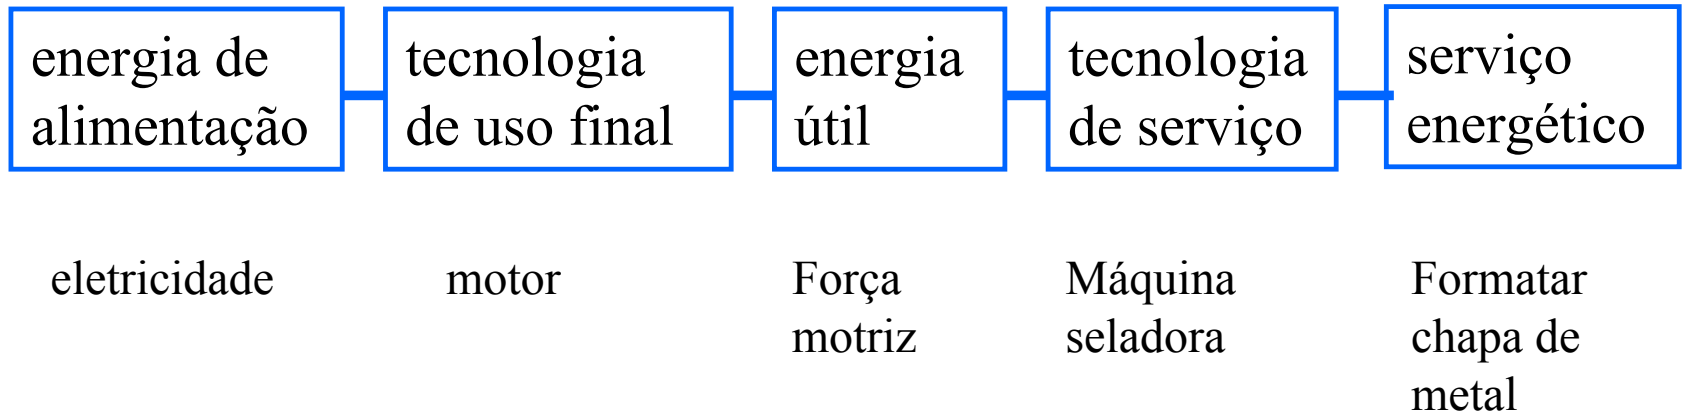 energia de
alimentação
tecnologia
de uso final
energia
útil
tecnologia
de serviço
serviço
energético
eletricidade
motor
Força
motriz
Máquina
seladora
Formatar
chapa de
metal